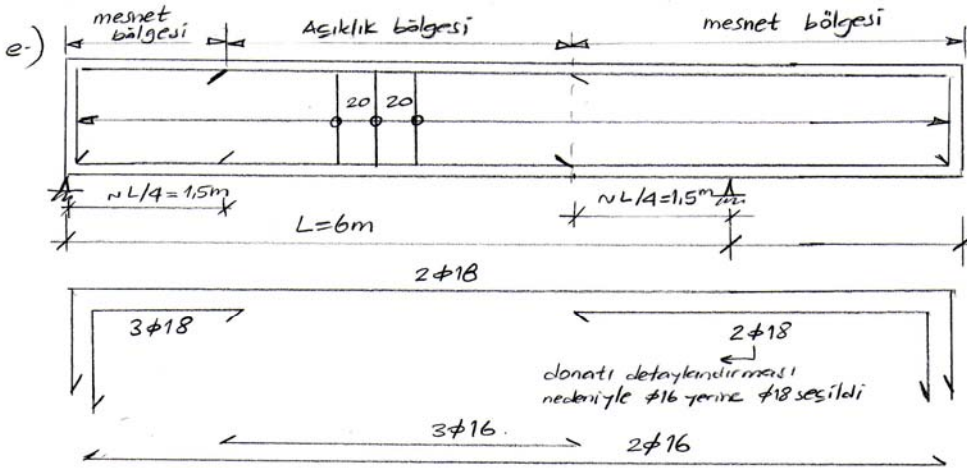 e-)
mesnet
bölgesi
Açıklık bölgesi
mesnet bölgesi
20 20
~L/4=1,5m
~L/4=1,5m
L=6m
2ϕ18
3ϕ18
2ϕ18
donatı detaylandırması
nedeniyle ϕ16 yerine ϕ18 seçildi
3ϕ16.
2ϕ16